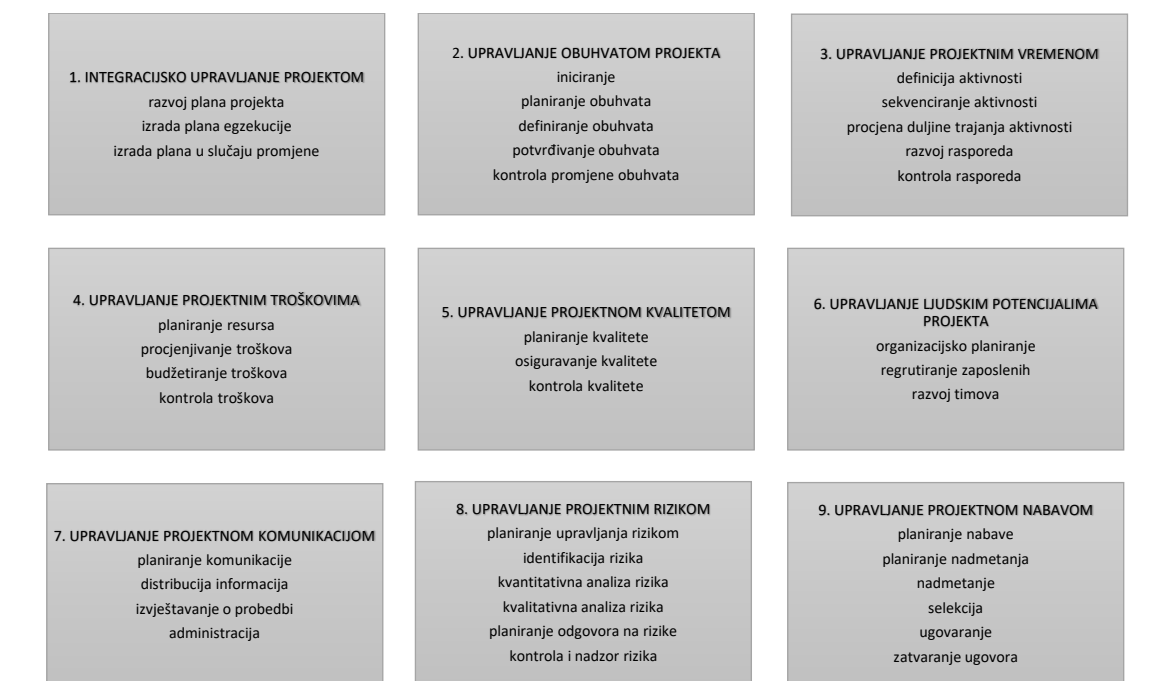 1. INTEGRACIJSKO UPRAVLJANJE PROJEKTOM
razvoj plana projekta
izrada plana egzekucije
izrada plana u slučaju promjene
2. UPRAVLJANJE OBUHVATOM PROJEKTA
iniciranje
planiranje obuhvata
definiranje obuhvata
potvrđivanje obuhvata
kontrola promjene obuhvata
3. UPRAVLJANJE PROJEKTNIM VREMENOM
definicija aktivnosti
sekvenciranje aktivnosti
procjena duljine trajanja aktivnosti
razvoj rasporeda
kontrola rasporeda
4. UPRAVLJANJE PROJEKTNIM TROŠKOVIMA
planiranje resursa
procjenjivanje troškova
budžetiranje troškova
kontrola troškova
5. UPRAVLJANJE PROJEKTNOM KVALITETOM
planiranje kvalitete
osiguravanje kvalitete
kontrola kvalitete
6. UPRAVLJANJE LJUDSKIM POTENCIJALIMA
PROJEKTA
organizacijsko planiranje
regrutiranje zaposlenih
razvoj timova
7. UPRAVLJANJE PROJEKTNOM KOMUNIKACIJOM
planiranje komunikacije
distribucija informacija
izvještavanje o probedbi
administracija
8. UPRAVLJANJE PROJEKTNIM RIZIKOM
planiranje upravljanja rizikom
identifikacija rizika
kvantitativna analiza rizika
kvalitativna analiza rizika
planiranje odgovora na rizike
kontrola i nadzor rizika
9. UPRAVLJANJE PROJEKTNOM NABAVOM
planiranje nabave
planiranje nadmetanja
nadmetanje
selekcija
ugovaranje
zatvaranje ugovora